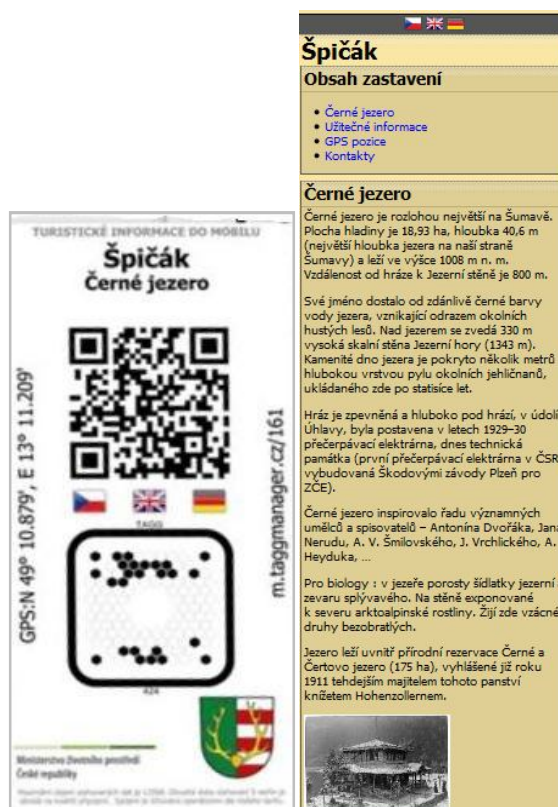 TURISTICKÉ INFORMACE DO MOBILU
Špičák
Černé jezero
GPS:N 49° 10.879', E 13° 11.209'
m.taggmanager.cz/161
TAGG
424
Ministerstvo životního prostředí
České republiky
Špičák
Obsah zastavení
Černé jezero
Užitečné informace
GPS pozice
Kontakty
Černé jezero
Černé jezero je rozlohou největší na Šumavě.
Plocha hladiny je 18,93 ha, hloubka 40,6 m
(největší hloubka jezera na naší straně
Šumavy) a leží ve výšce 1008 m n. m.
Vzdálenost od hráze k Jezerní stěně je 800 m.
Své jméno dostalo od zdánlivě černé barvy
vody jezera, vznikající odrazem okolních
hustých lesů. Nad jezerem se zvedá 330 m
vysoká skalní stěna Jezerní hory (1343 m).
Kamenité dno jezera je pokryto několik metrů
hlubokou vrstvou pylu okolních jehličnanů,
ukládaného zde po statisíce let.
Hráz je zpevněná a hluboko pod hrází, v údolí
Úhlavy, byla postavena v letech 1929–30
přečerpávací elektrárna, dnes technická
památka (první přečerpávací elektrárna v ČSR
vybudovaná Škodovými závody Plzeň pro
ZČE).
Černé jezero inspirovalo řadu významných
umělců a spisovatelů – Antonína Dvořáka, Jana
Nerudu, A. V. Šmilovského, J. Vrchlického, A.
Heyduka, ...
Pro biology : v jezeře porosty šídlatky jezerní
zevaru splývavého. Na stěně exponované
k severu arktoalpinské rostliny. Žijí zde vzácné
druhy bezobratlých.
Jezero leží uvnitř přírodní rezervace Černé a
Čertovo jezero (175 ha), vyhlášené již roku
1911 tehdejším majitelem tohoto panství
knížetem Hohenzollernem.